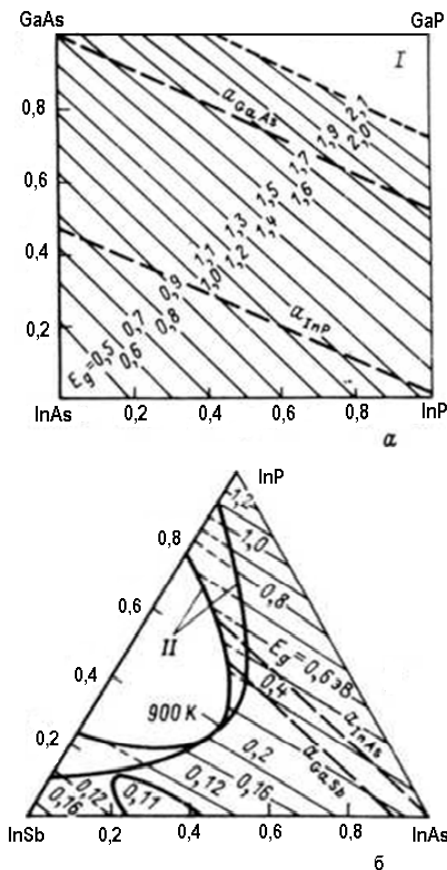 GaAs GaP
I
0,8
0,6
0,4
0,2
a GaAs
a InP
2,1
2,0
1,9
1,7
1,6
1,5
1,4
1,3
1,2
1,1
1,0
0,9
0,8
0,7
0,6
Eg=0,5
InAs 0,2 0,4 0,6 0,8 InP
а
InP
1,2
1,0
0,8
0,8
0,6
II
Eg=0,6эВ
0,4
0,4
900 К
a InAs
a GaSb
0,2
0,2
0,16
0,12
0,12
0,11
0,16
InSb 0,2 0,4 0,6 0,8 InAs
б